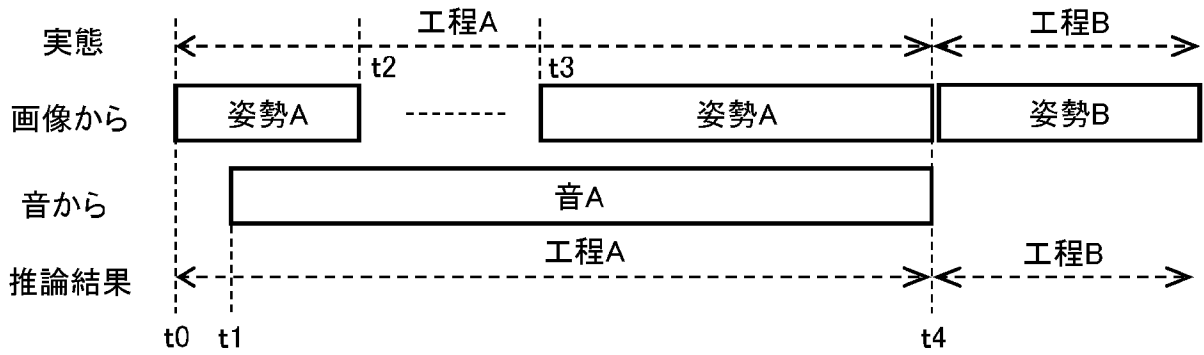 実態 工程A 工程B
t2 t3
画像から 姿勢A 姿勢A 姿勢B
音から 音A
推論結果 工程A 工程B
t0 t1 t4